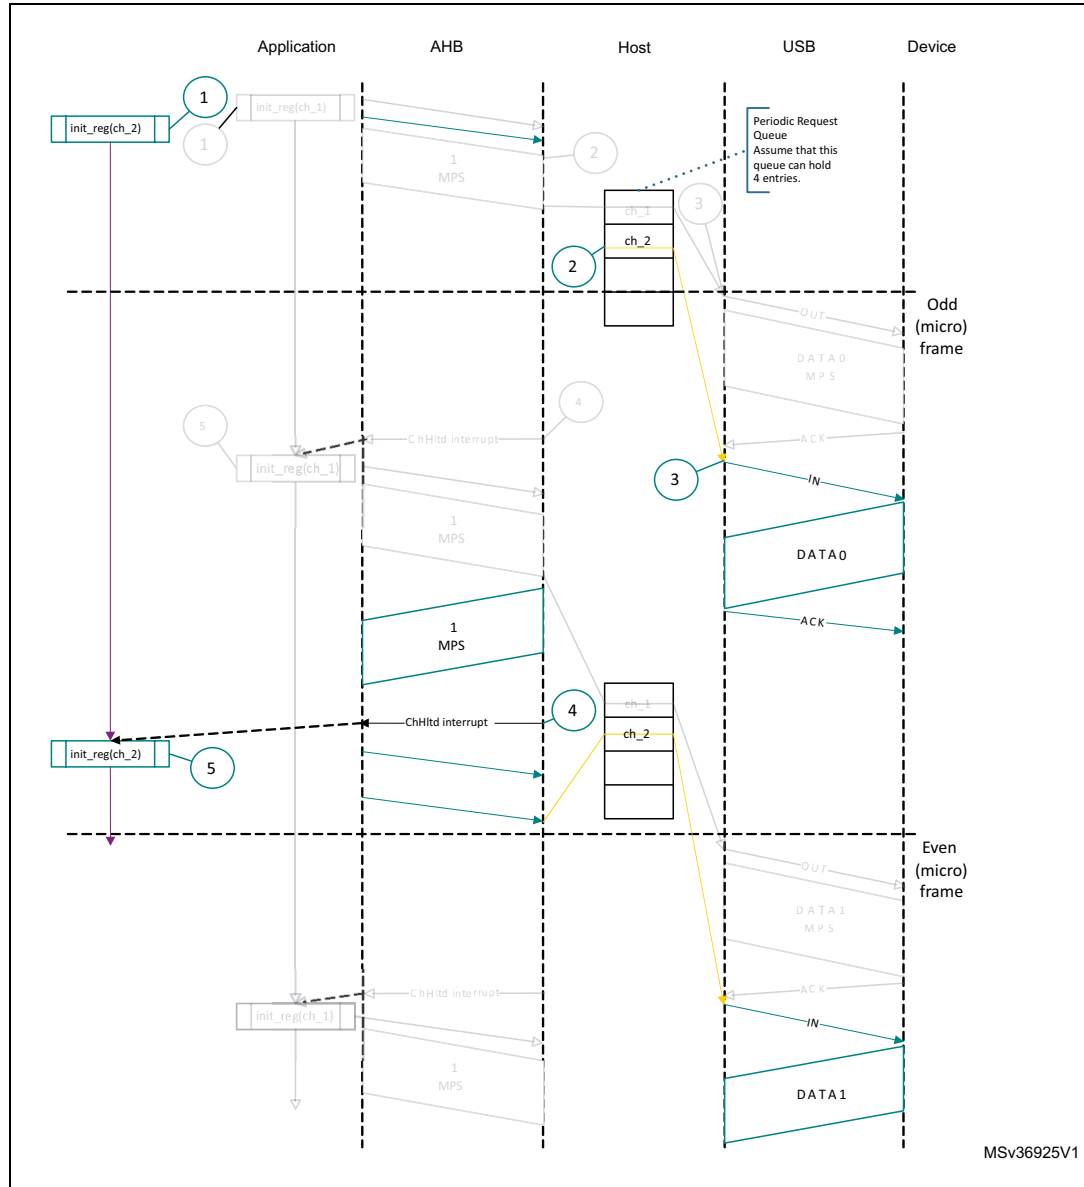 Application
AHB
Host
USB
Device
init_reg(ch_2)
1
init_reg(ch_1)
1
1
MPS
2
Periodic Request
Queue
Assume that this
queue can hold
4 entries.
3
ch_1
ch_2
2
Odd
(micro)
frame
OUT
DATA0
MPS
ACK
4
ChHltd interrupt
5
init_reg(ch_1)
3
IN
1
MPS
DATA0
ACK
1
MPS
ch_1
ch_2
4
ChHltd interrupt
init_reg(ch_2)
5
Even
(micro)
frame
OUT
DATA1
MPS
ACK
ChHltd interrupt
init_reg(ch_1)
IN
1
MPS
DATA1
MSv36925V1